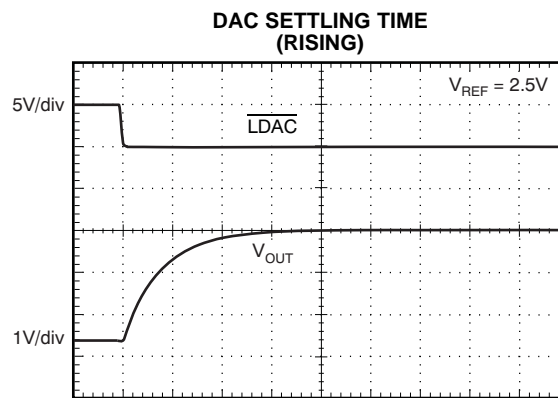 DAC SETTLING TIME
(RISING)
5V/div
V_REF = 2.5V
LDAC
V_OUT
1V/div